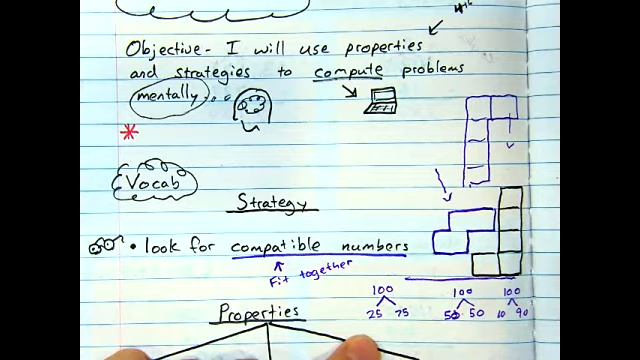 Objective - I will use properties
and strategies to compute problems
mentally...
Vocab
Strategy
• look for compatible numbers
Fit together
100 100 100
25 75 50 50 10 90
Properties